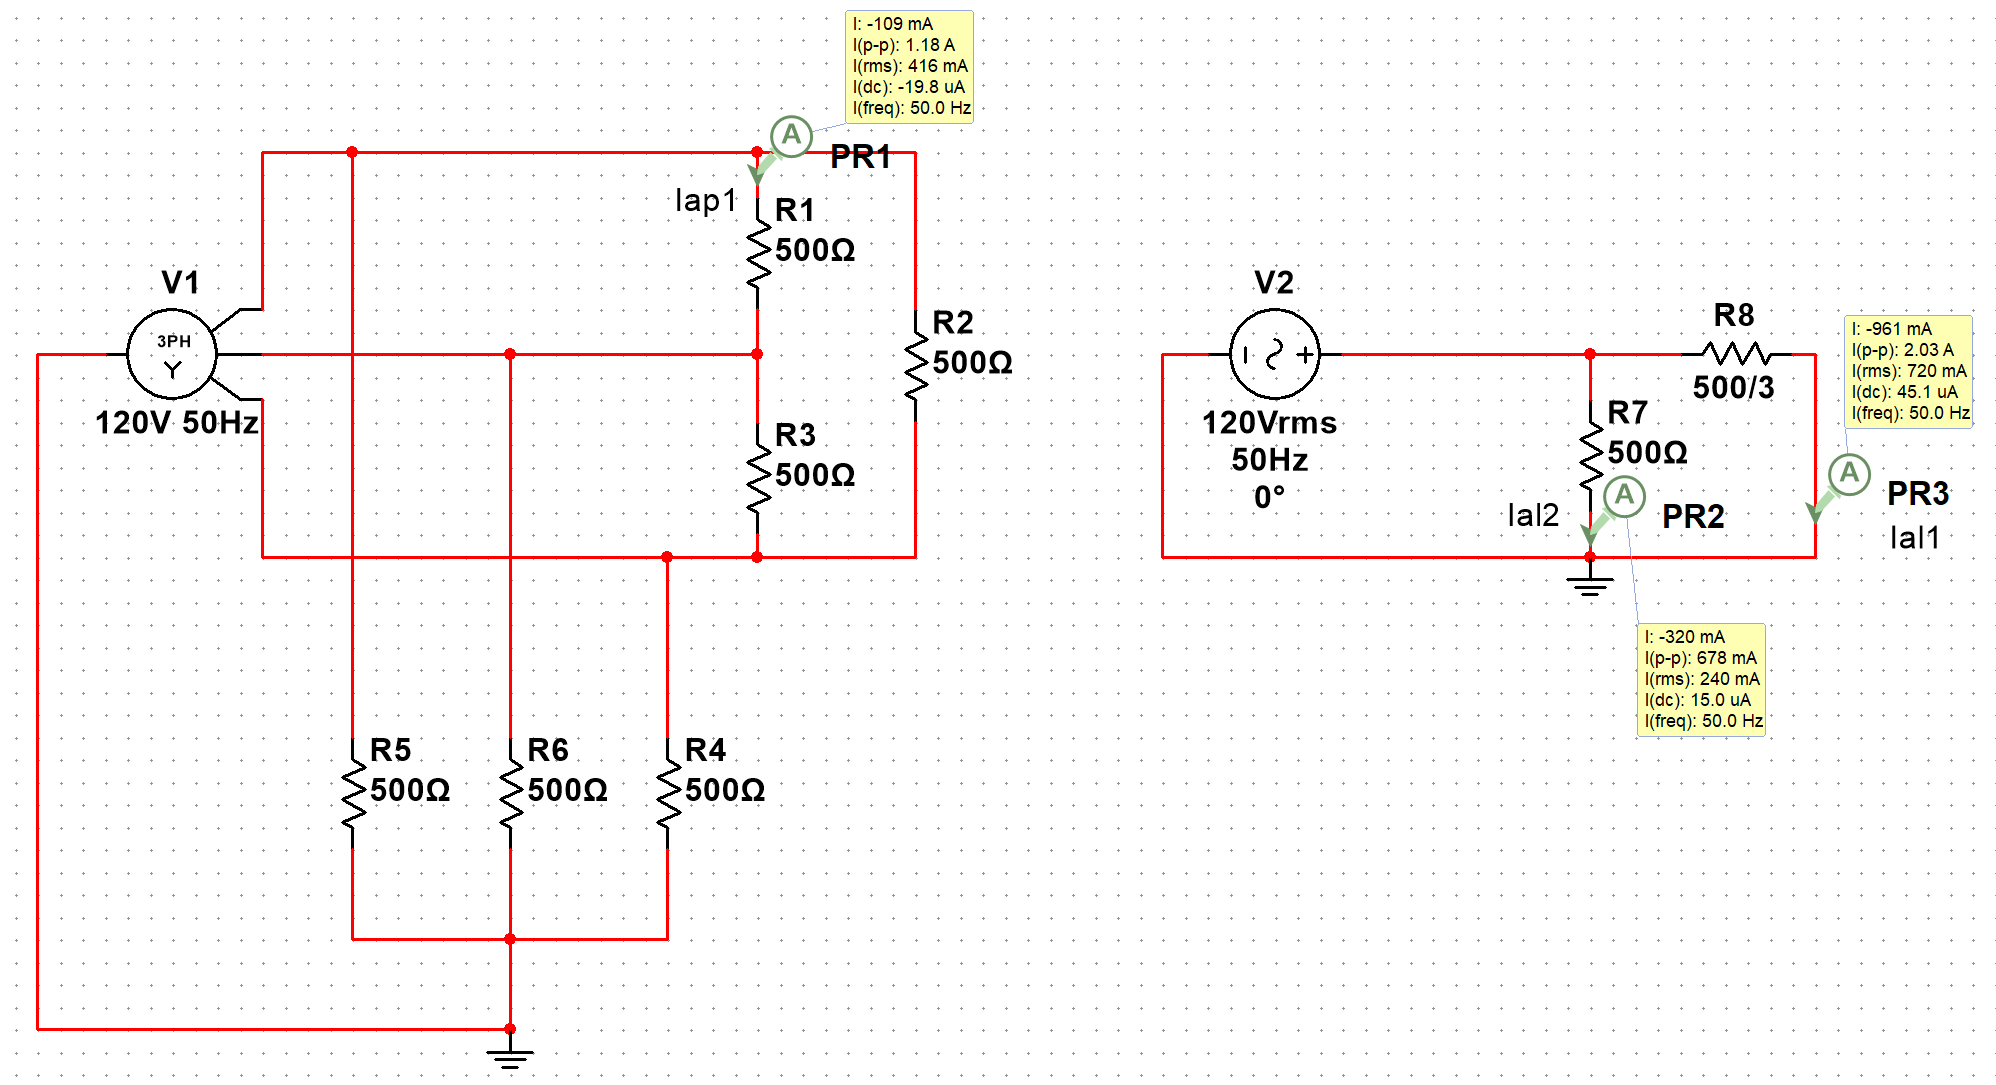 I: -109 mA
I(p-p): 1.18 A
I(rms): 416 mA
I(dc): -19.8 uA
I(freq): 50.0 Hz
A
PR1
Iap1
R1
500Ω
V1
3PH
Y
120V 50Hz
R2
500Ω
R3
500Ω
R5
500Ω
R6
500Ω
R4
500Ω
V2
120Vrms
50Hz
0°
R8
500/3
I: -961 mA
I(p-p): 2.03 A
I(rms): 720 mA
I(dc): 45.1 uA
I(freq): 50.0 Hz
R7
500Ω
A
PR3
Ial1
Ial2
A
PR2
I: -320 mA
I(p-p): 678 mA
I(rms): 240 mA
I(dc): 15.0 uA
I(freq): 50.0 Hz